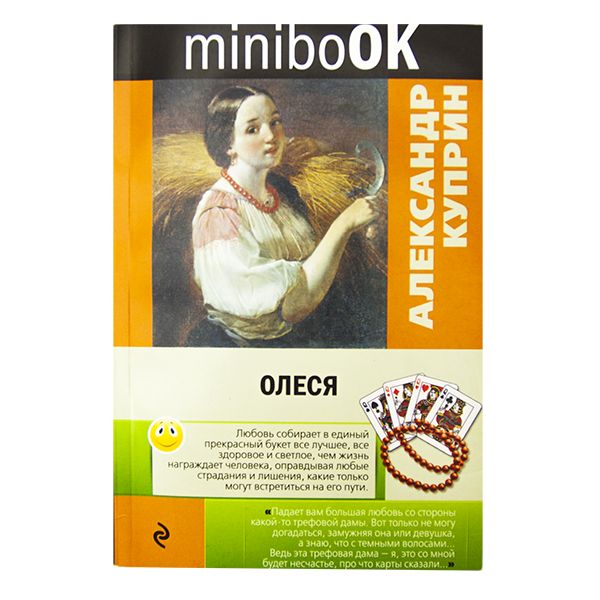 miniboOK
АЛЕКСАНДР
КУПРИН
ОЛЕСЯ
Любовь собирает в единый
прекрасный букет все лучшее, все
здоровое и светлое, чем жизнь
награждает человека, оправдывая любые
страдания и лишения, какие только
могут встретиться на его пути.
«Падает вам большая любовь со стороны
какой-то трефовой дамы. Вот только не могу
догадаться, замужняя она или девушка,
а знаю, что с темными волосами...
Ведь эта трефовая дама – я, это со мной
будет несчастье, про что карты сказали...»